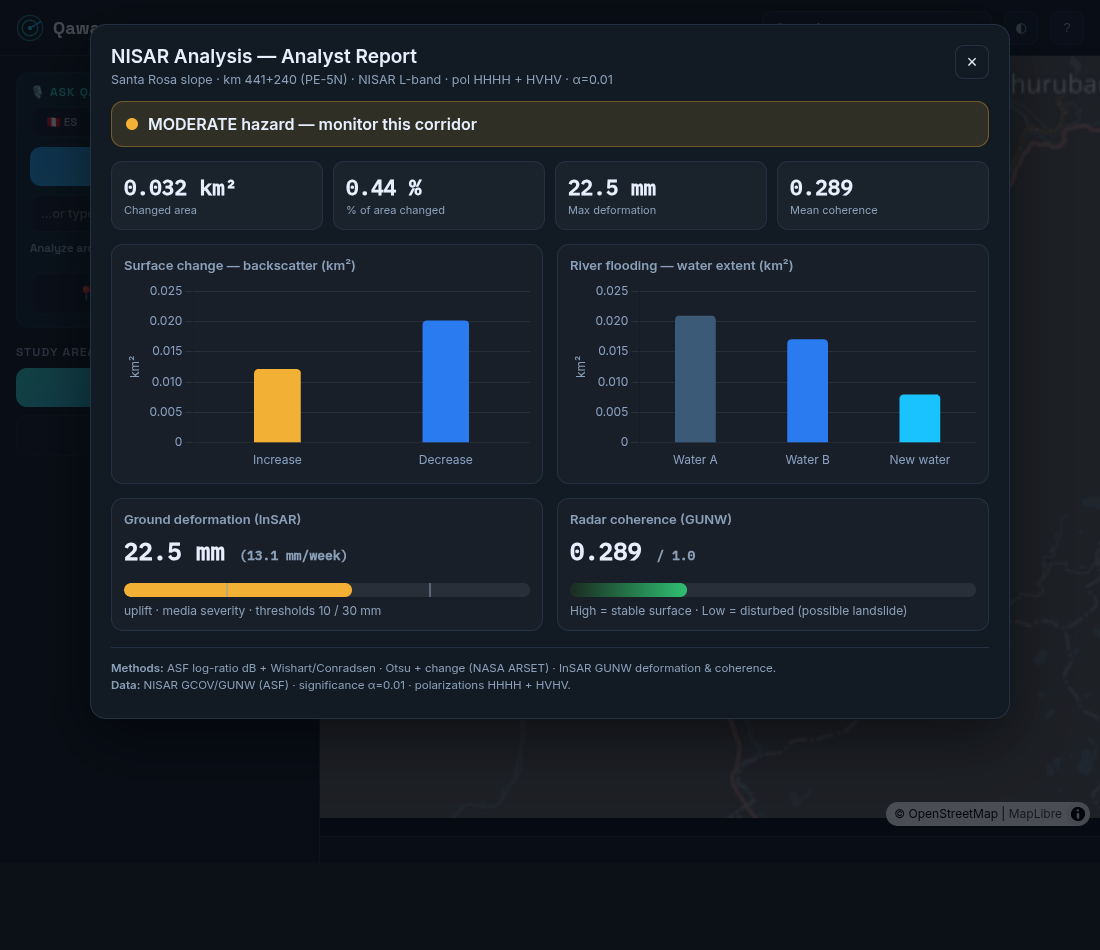 Qawa
NISAR Analysis — Analyst Report
Santa Rosa slope · km 441+240 (PE-5N) · NISAR L-band · pol HHHH + HVHV · α=0.01
✕
?
ASK Q
ES
huruba
MODERATE hazard — monitor this corridor
0.032 km²
Changed area
0.44 %
% of area changed
22.5 mm
Max deformation
0.289
Mean coherence
...or type
Analyze are
STUDY AREA
Surface change — backscatter (km²)
0.025
0.020
0.015
0.010
0.005
0
km²
Increase
Decrease
River flooding — water extent (km²)
0.025
0.020
0.015
0.010
0.005
0
km²
Water A
Water B
New water
Ground deformation (InSAR)
22.5 mm (13.1 mm/week)
uplift · media severity · thresholds 10 / 30 mm
Radar coherence (GUNW)
0.289 / 1.0
High = stable surface · Low = disturbed (possible landslide)
Methods: ASF log-ratio dB + Wishart/Conradsen · Otsu + change (NASA ARSET) · InSAR GUNW deformation & coherence.
Data: NISAR GCOV/GUNW (ASF) · significance α=0.01 · polarizations HHHH + HVHV.
© OpenStreetMap | MapLibre